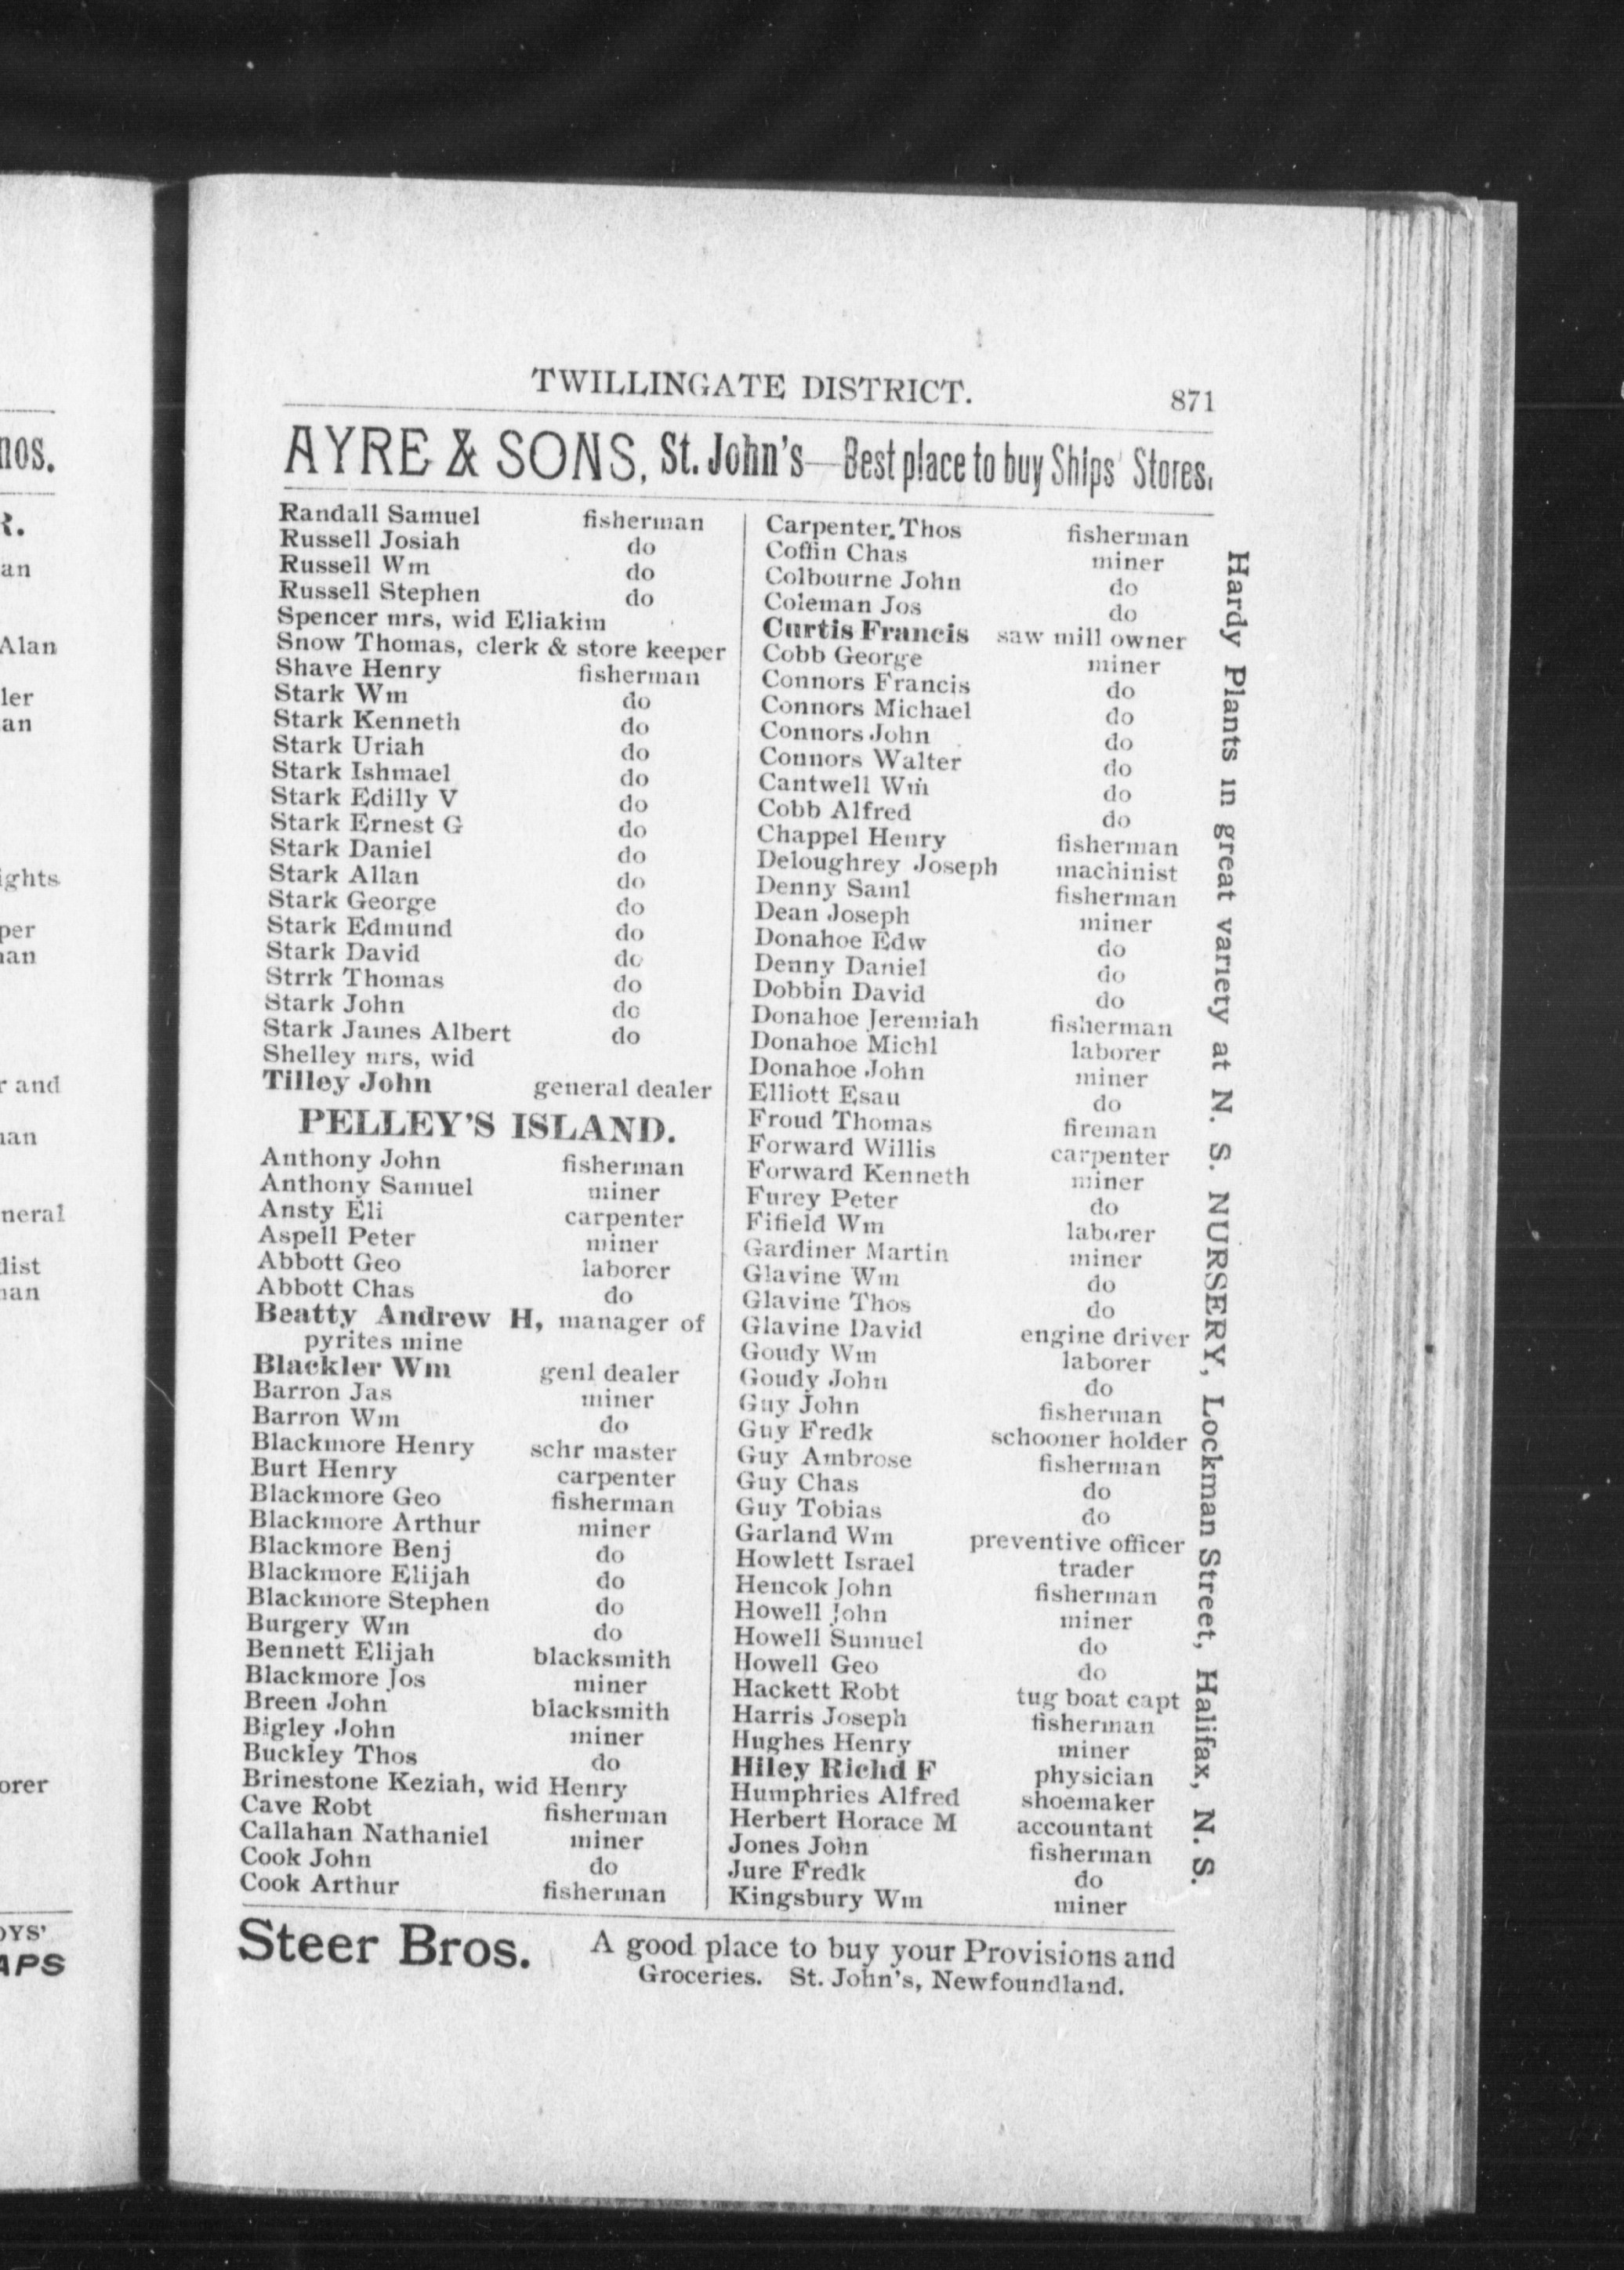 nos.
R.
an
Alan
ler
an
ights
per
nan
r and
nan
neral
list
nan
orer
OYS'
APS
TWILLINGATE DISTRICT. 871
AYRE & SONS, St. John's—Best place to buy Ships' Stores.
Randall Samuel fisherman
Russell Josiah do
Russell Wm do
Russell Stephen do
Spencer mrs, wid Eliakim
Snow Thomas, clerk & store keeper
Shave Henry fisherman
Stark Wm do
Stark Kenneth do
Stark Uriah do
Stark Ishmael do
Stark Edilly V do
Stark Ernest G do
Stark Daniel do
Stark Allan do
Stark George do
Stark Edmund do
Stark David do
Strrk Thomas do
Stark John do
Stark James Albert do
Shelley mrs, wid
Tilley John general dealer
PELLEY'S ISLAND.
Anthony John fisherman
Anthony Samuel miner
Ansty Eli carpenter
Aspell Peter miner
Abbott Geo laborer
Abbott Chas do
Beatty Andrew H, manager of
pyrites mine
Blackler Wm genl dealer
Barron Jas miner
Barron Wm do
Blackmore Henry schr master
Burt Henry carpenter
Blackmore Geo fisherman
Blackmore Arthur miner
Blackmore Benj do
Blackmore Elijah do
Blackmore Stephen do
Burgery Wm do
Bennett Elijah blacksmith
Blackmore Jos miner
Breen John blacksmith
Bigley John miner
Buckley Thos do
Brinestone Keziah, wid Henry
Cave Robt fisherman
Callahan Nathaniel miner
Cook John do
Cook Arthur fisherman
Carpenter. Thos fisherman
Coffin Chas miner
Colbourne John do
Coleman Jos do
Curtis Francis saw mill owner
Cobb George miner
Connors Francis do
Connors Michael do
Connors John do
Connors Walter do
Cantwell Wm do
Cobb Alfred do
Chappel Henry fisherman
Deloughrey Joseph machinist
Denny Saml fisherman
Dean Joseph miner
Donahoe Edw do
Denny Daniel do
Dobbin David do
Donahoe Jeremiah fisherman
Donahoe Michl laborer
Donahoe John miner
Elliott Esau do
Froud Thomas fireman
Forward Willis carpenter
Forward Kenneth miner
Furey Peter do
Fifield Wm laborer
Gardiner Martin miner
Glavine Wm do
Glavine Thos do
Glavine David engine driver
Goudy Wm laborer
Goudy John do
Guy John fisherman
Guy Fredk schooner holder
Guy Ambrose fisherman
Guy Chas do
Guy Tobias do
Garland Wm preventive officer
Howlett Israel trader
Hencok John fisherman
Howell John miner
Howell Sumuel do
Howell Geo do
Hackett Robt tug boat capt
Harris Joseph fisherman
Hughes Henry miner
Hiley Richd F physician
Humphries Alfred shoemaker
Herbert Horace M accountant
Jones John fisherman
Jure Fredk do
Kingsbury Wm miner
Hardy Plants in great variety at N. S. NURSERY, Lockman Street, Halifax, N. S.
Steer Bros. A good place to buy your Provisions and
Groceries. St. John's, Newfoundland.